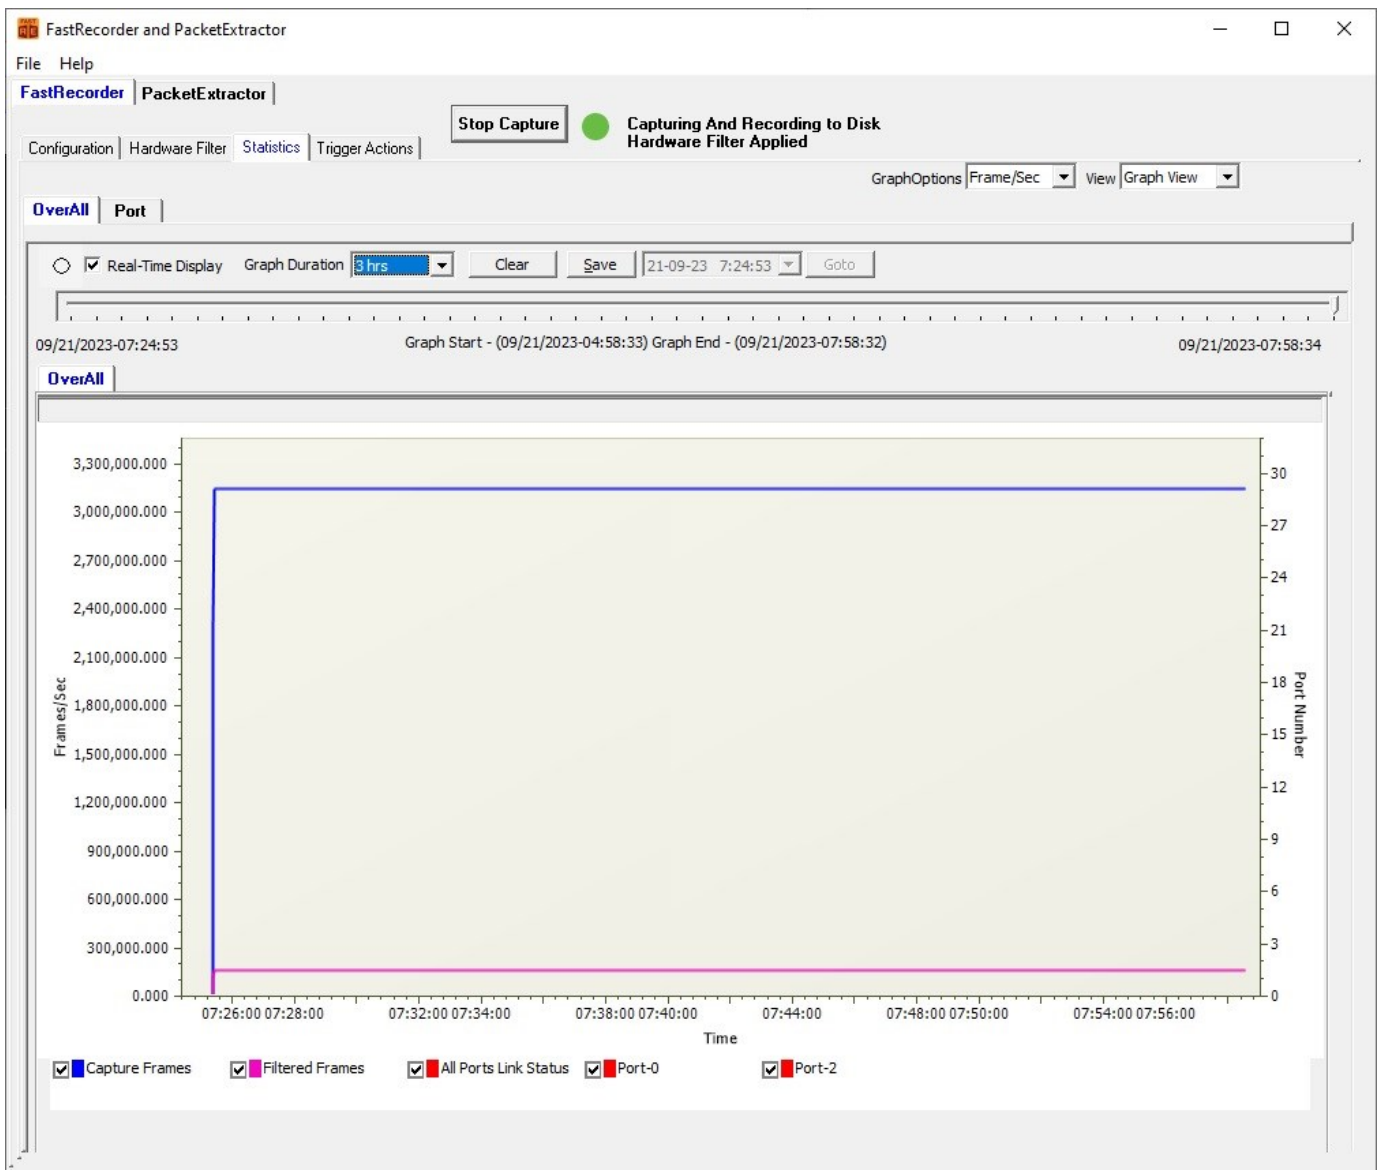 FastRecorder and PacketExtractor
File Help
FastRecorder PacketExtractor
Stop Capture Capturing And Recording to Disk
Hardware Filter Applied
Configuration Hardware Filter Statistics Trigger Actions
GraphOptions Frame/Sec View Graph View
OverAll Port
Real-Time Display Graph Duration 3 hrs Clear Save 21-09-23 7:24:53 Goto
09/21/2023-07:24:53 Graph Start - (09/21/2023-04:58:33) Graph End - (09/21/2023-07:58:32) 09/21/2023-07:58:34
OverAll
3,300,000.000
3,000,000.000
2,700,000.000
2,400,000.000
2,100,000.000
1,800,000.000
1,500,000.000
1,200,000.000
900,000.000
600,000.000
300,000.000
0.000
Frames/Sec
30
27
24
21
18
15
12
9
6
3
0
Port Number
07:26:00 07:28:00 07:32:00 07:34:00 07:38:00 07:40:00 07:44:00 07:48:00 07:50:00 07:54:00 07:56:00
Time
Capture Frames Filtered Frames All Ports Link Status Port-0 Port-2